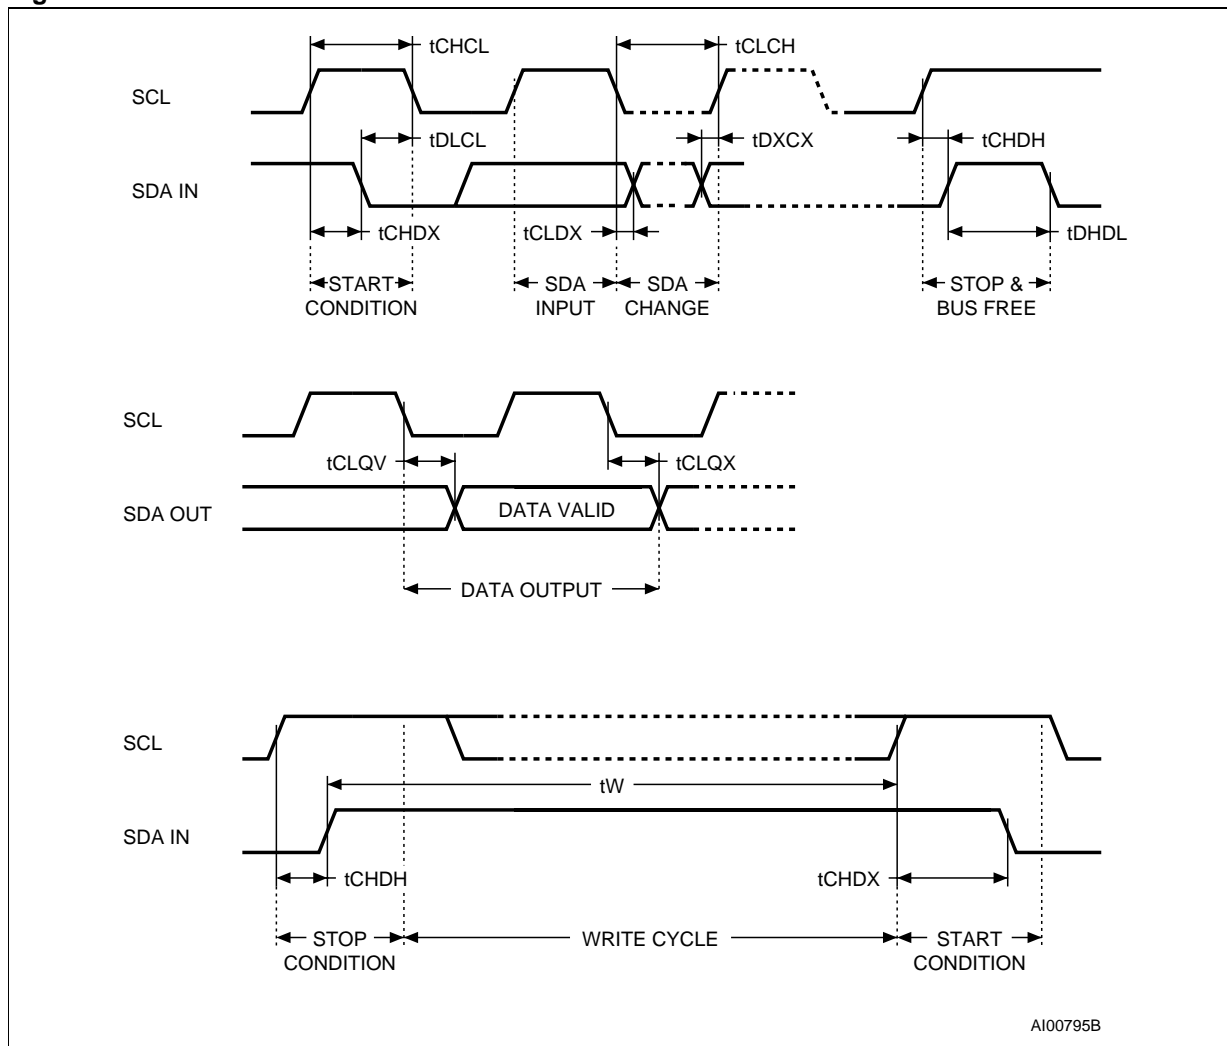 tCHCL
tCLCH
SCL
tDLCL
tDXCX
tCHDH
SDA IN
tCHDX
tCLDX
tDHDL
START
CONDITION
SDA
INPUT
SDA
CHANGE
STOP &
BUS FREE
SCL
tCLQV
tCLQX
SDA OUT
DATA VALID
DATA OUTPUT
SCL
tW
SDA IN
tCHDH
tCHDX
STOP
CONDITION
WRITE CYCLE
START
CONDITION
AI00795B